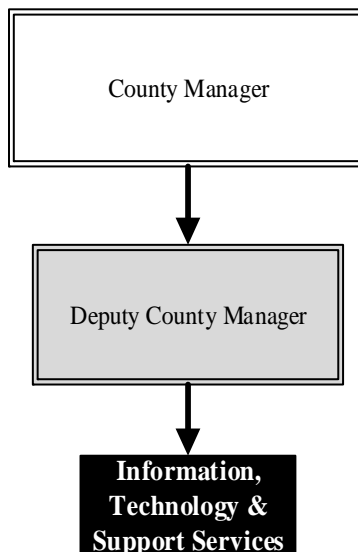 County Manager
Deputy County Manager
Information,
Technology &
Support Services